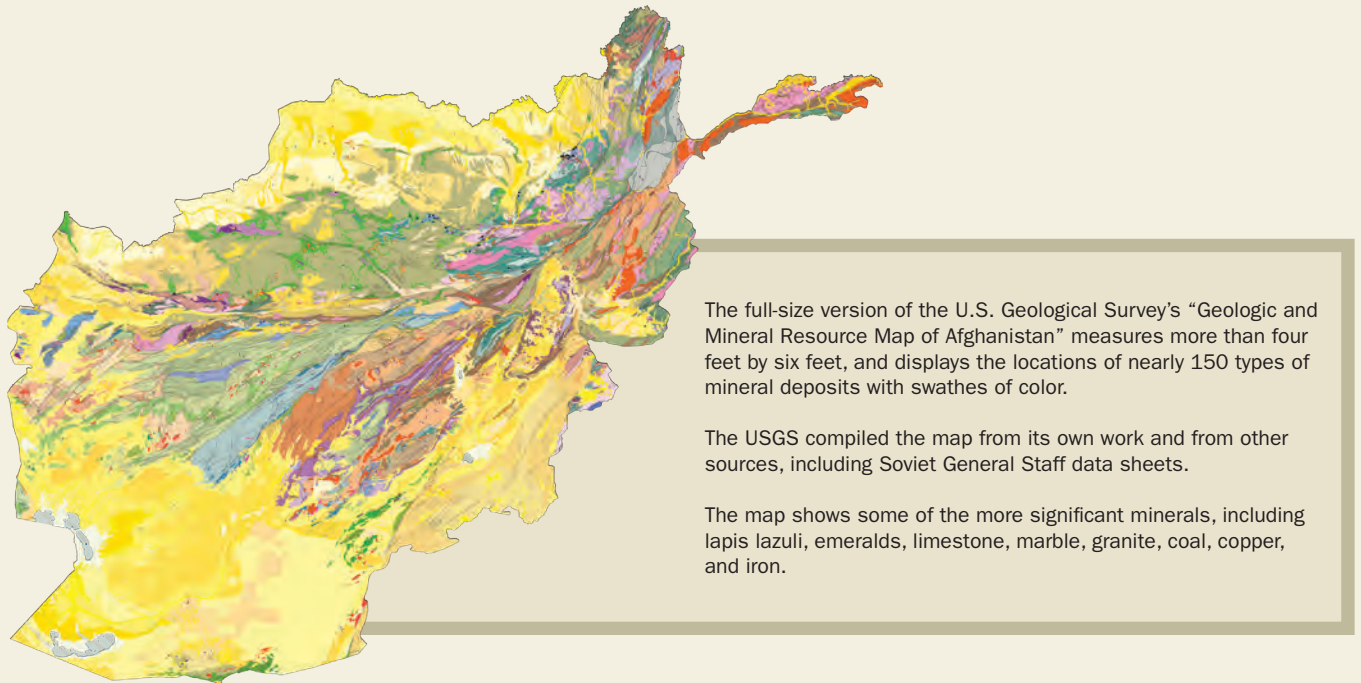 The full-size version of the U.S. Geological Survey’s “Geologic and
Mineral Resource Map of Afghanistan” measures more than four
feet by six feet, and displays the locations of nearly 150 types of
mineral deposits with swathes of color.
The USGS compiled the map from its own work and from other
sources, including Soviet General Staff data sheets.
The map shows some of the more significant minerals, including
lapis lazuli, emeralds, limestone, marble, granite, coal, copper,
and iron.